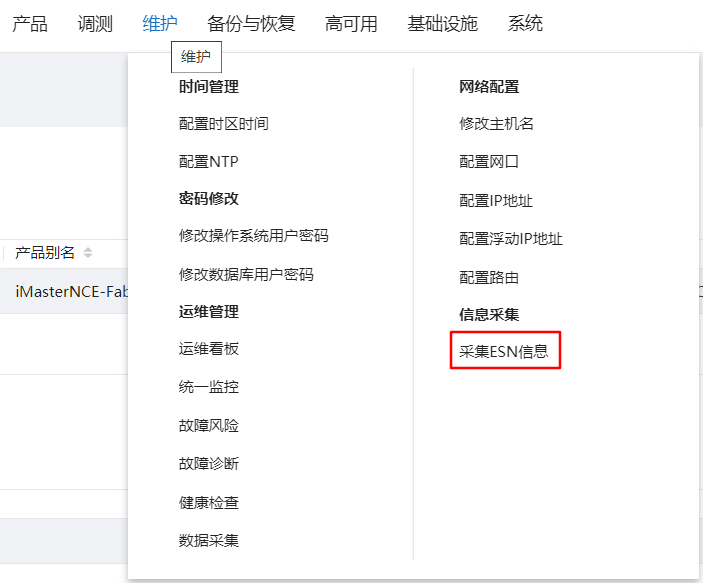 产品 调测 维护 备份与恢复 高可用 基础设施 系统
维护
时间管理
配置时区时间
配置NTP
密码修改
修改操作系统用户密码
修改数据库用户密码
运维管理
运维看板
统一监控
故障风险
故障诊断
健康检查
数据采集
网络配置
修改主机名
配置网口
配置IP地址
配置浮动IP地址
配置路由
信息采集
采集ESN信息
产品别名
iMasterNCE-Fab